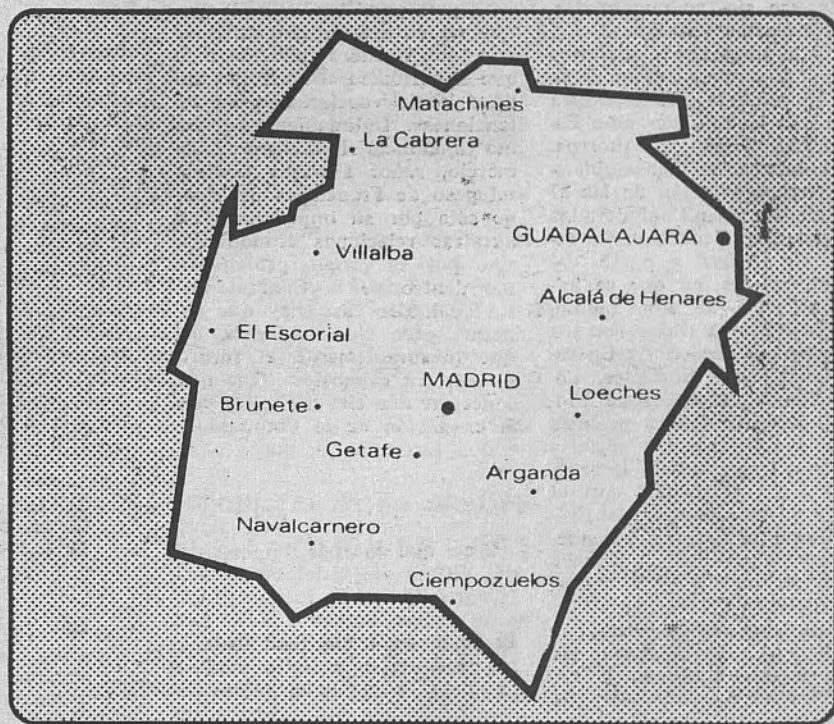 Matachines
La Cabrera
GUADALAJARA
Villalba
Alcalá de Henares
El Escorial
MADRID
Loeches
Brunete
Getafe
Arganda
Navalcarnero
Ciempozuelos